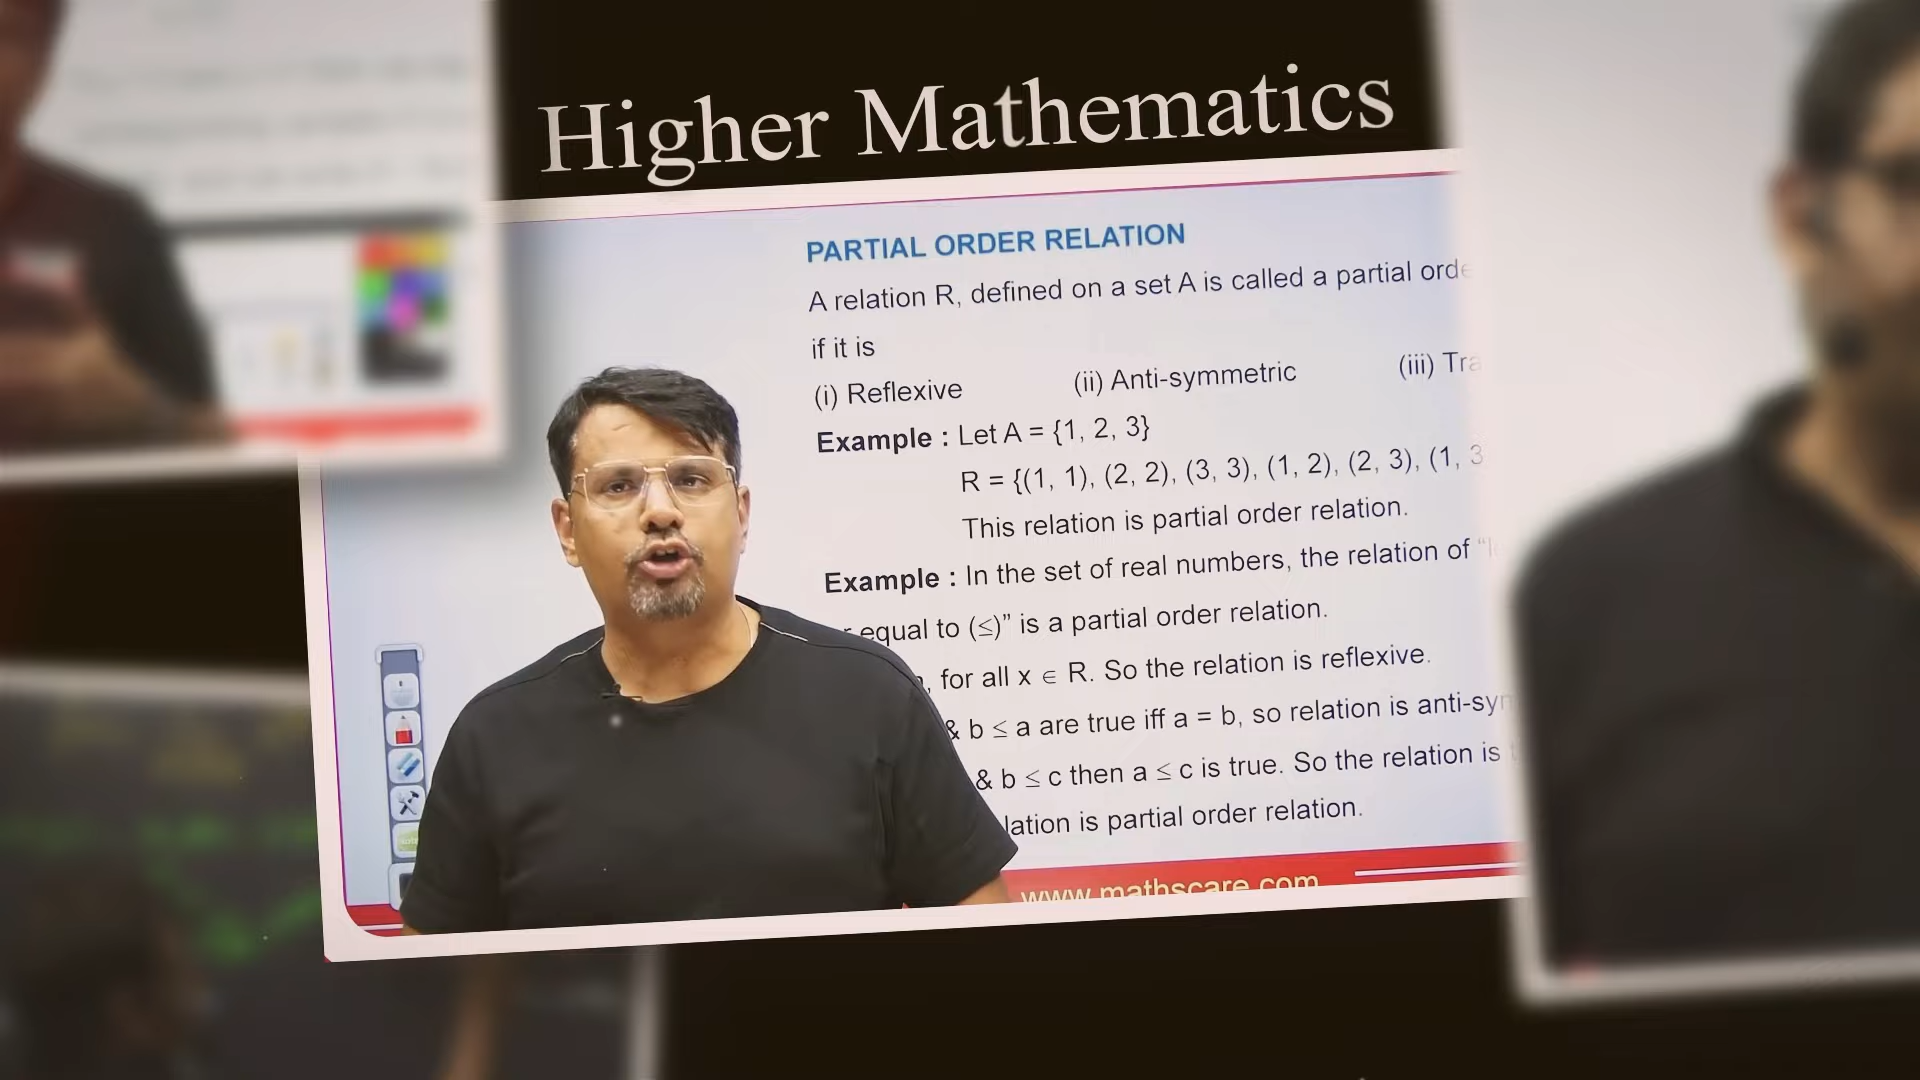 Higher Mathematics
PARTIAL ORDER RELATION
A relation R, defined on a set A is called a partial orde
if it is
(i) Reflexive (ii) Anti-symmetric (iii) Tra
Example : Let A = {1, 2, 3}
R = {(1, 1), (2, 2), (3, 3), (1, 2), (2, 3), (1, 3
This relation is partial order relation.
Example : In the set of real numbers, the relation of “l
r equal to (≤)” is a partial order relation.
, for all x ∈ R. So the relation is reflexive.
& b ≤ a are true iff a = b, so relation is anti-sym
& b ≤ c then a ≤ c is true. So the relation is
lation is partial order relation.
www.mathscare.com